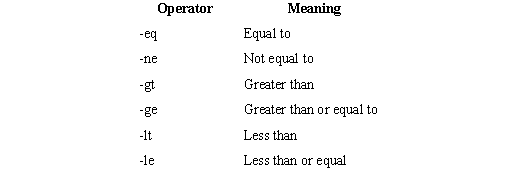 Operator Meaning
-eq Equal to
-ne Not equal to
-gt Greater than
-ge Greater than or equal to
-lt Less than
-le Less than or equal